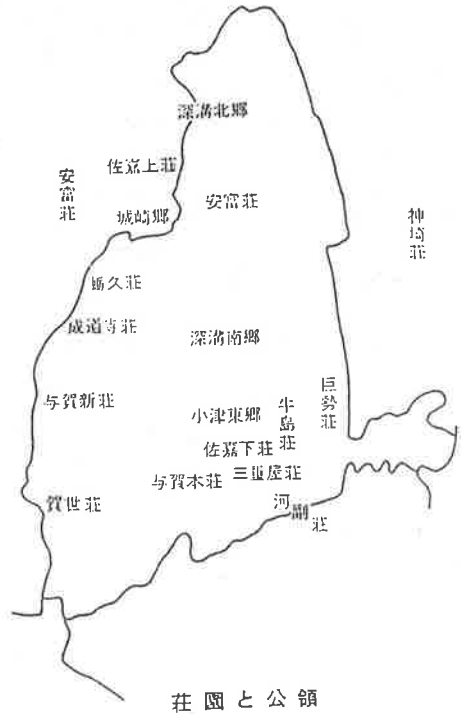 深溝北郷
佐嘉上荘
安富荘
城崎郷
安富荘
神埼荘
蠣久荘
成道寺荘
深溝南郷
与賀新荘
小津東郷
牛島荘
巨勢荘
佐嘉下荘
三重屋荘
与賀本荘
賀世荘
河副荘
荘園と公領